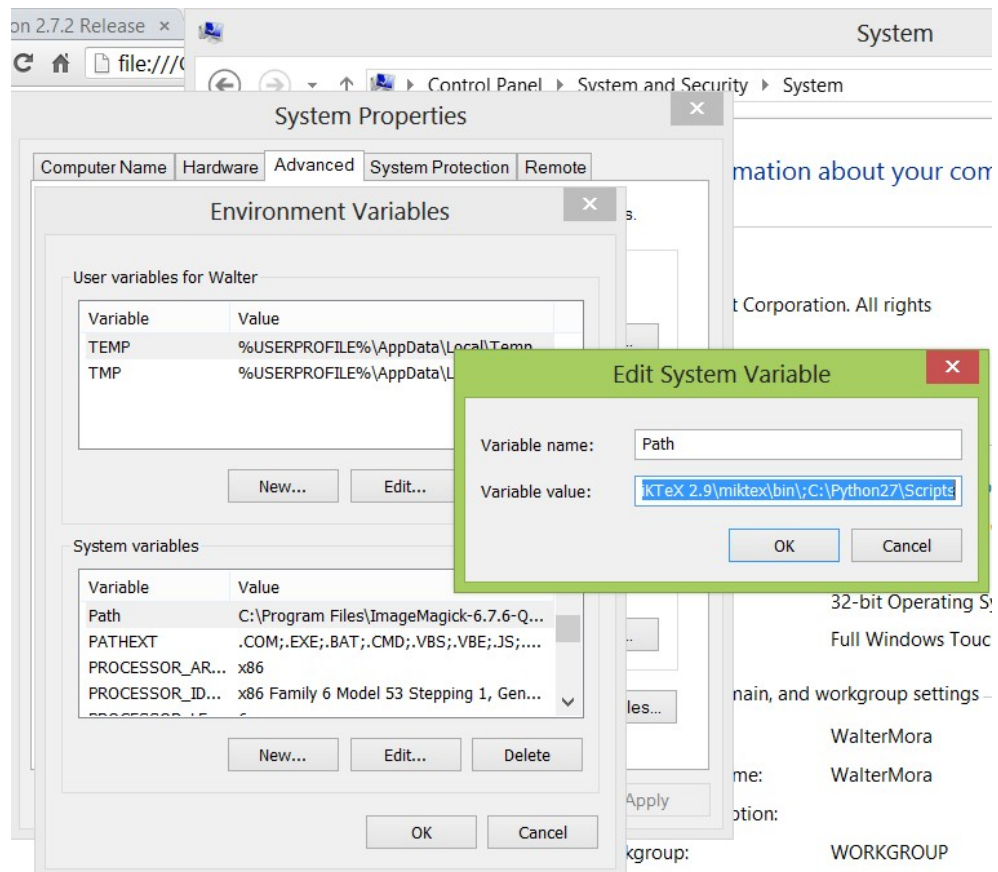 on 2.7.2 Release ×
System
file:///C
Control Panel System and Security System
System Properties
Computer Name Hardware Advanced System Protection Remote
mation about your com
Environment Variables
s.
User variables for Walter
t Corporation. All rights
Variable Value
TEMP %USERPROFILE%\AppData\Local\Temp
TMP %USERPROFILE%\AppData\L
Edit System Variable
Variable name: Path
Variable value: iKTeX 2.9\miktex\bin\;C:\Python27\Scripts
New... Edit...
OK Cancel
System variables
Variable Value
32-bit Operating Sy
Path C:\Program Files\ImageMagick-6.7.6-Q...
PATHEXT .COM;.EXE;.BAT;.CMD;.VBS;.VBE;.JS;....
Full Windows Touc
PROCESSOR_AR... x86
PROCESSOR_ID... x86 Family 6 Model 53 Stepping 1, Gen...
main, and workgroup settings
les...
WalterMora
New... Edit... Delete
me: WalterMora
Apply
ption:
OK Cancel
kgroup: WORKGROUP